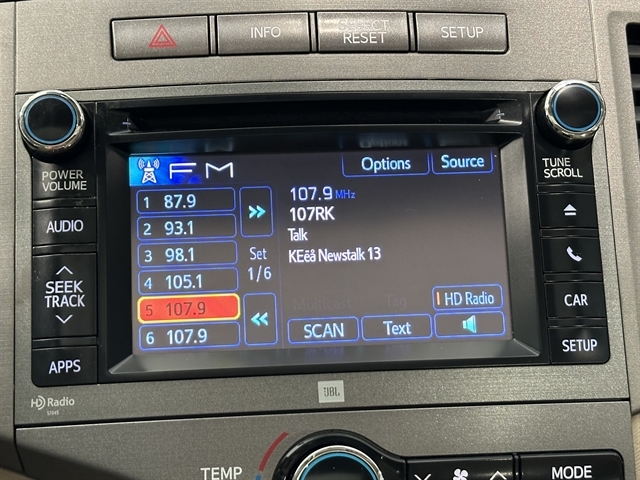 INFO
SELECT
RESET
SETUP
POWER
VOLUME
AUDIO
SEEK
TRACK
APPS
HD Radio
FM
Options
Source
1 87.9
2 93.1
3 98.1
4 105.1
5 107.9
6 107.9
Set
1/6
107.9 MHz
107RK
Talk
KEëâ Newstalk 13
HD Radio
SCAN
Text
TUNE
SCROLL
CAR
SETUP
JBL
TEMP
MODE